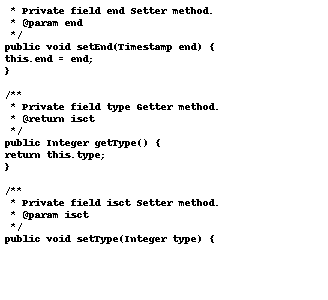 * Private field end Setter method.
* @param end
*/
public void setEnd(Timestamp end) {
this.end = end;
}
/**
* Private field type Getter method.
* @return isct
*/
public Integer getType() {
return this.type;
}
/**
* Private field isct Setter method.
* @param isct
*/
public void setType(Integer type) {